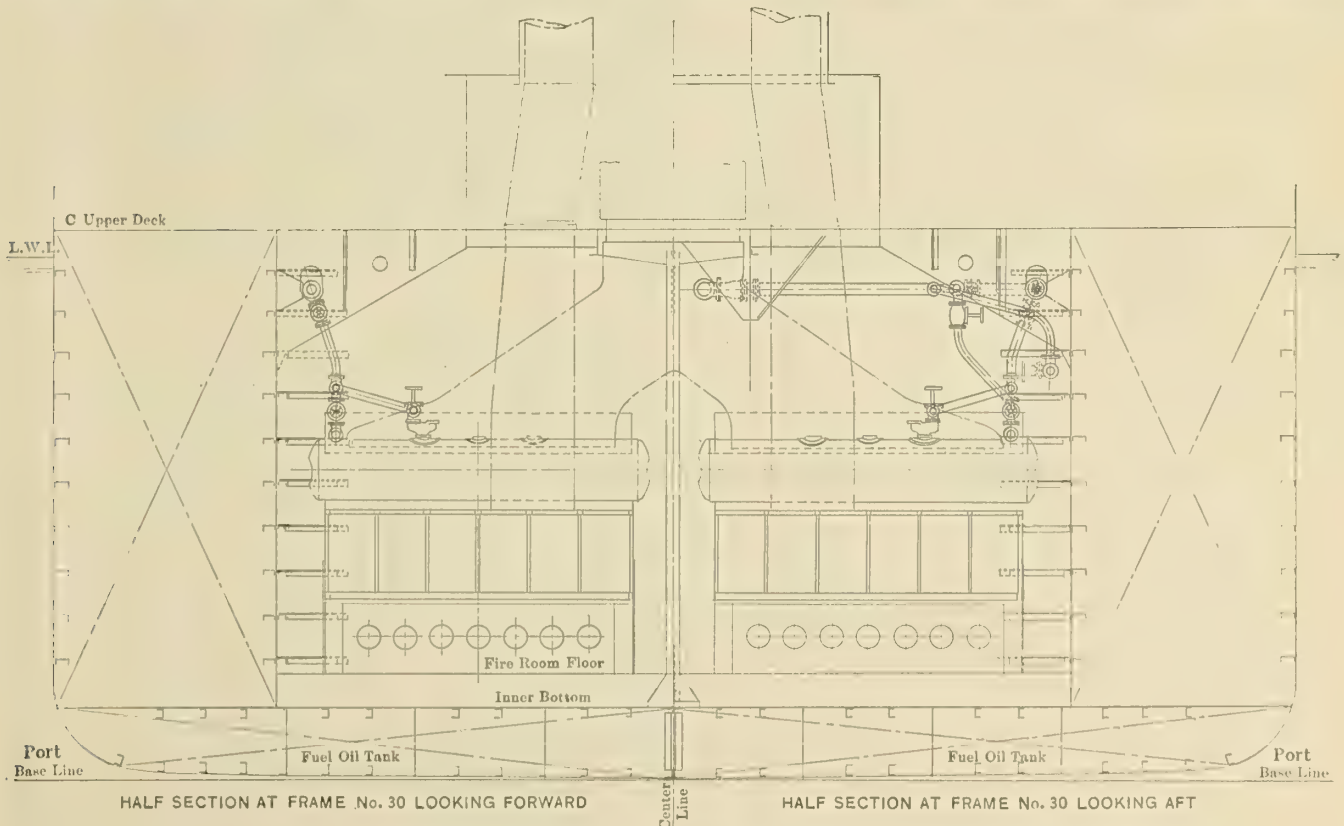 C Upper Deck
L.W.L.
Fire Room Floor
Inner Bottom
Port
Base Line
Fuel Oil Tank
Fuel Oil Tank
Port
Base Line
HALF SECTION AT FRAME No. 30 LOOKING FORWARD
Center
Line
HALF SECTION AT FRAME No. 30 LOOKING AFT